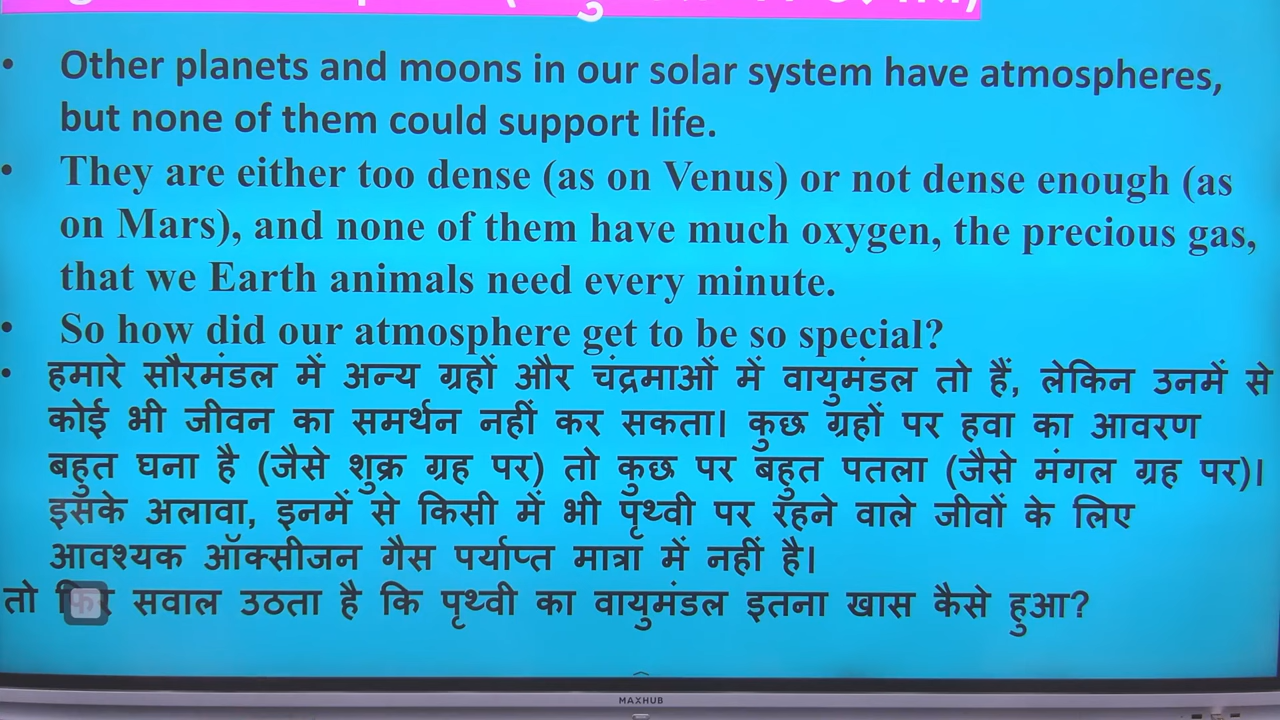 • Other planets and moons in our solar system have atmospheres,
but none of them could support life.
• They are either too dense (as on Venus) or not dense enough (as
on Mars), and none of them have much oxygen, the precious gas,
that we Earth animals need every minute.
• So how did our atmosphere get to be so special?
• हमारे सौरमंडल में अन्य ग्रहों और चंद्रमाओं में वायुमंडल तो हैं, लेकिन उनमें से
कोई भी जीवन का समर्थन नहीं कर सकता। कुछ ग्रहों पर हवा का आवरण
बहुत घना है (जैसे शुक्र ग्रह पर) तो कुछ पर बहुत पतला (जैसे मंगल ग्रह पर)।
इसके अलावा, इनमें से किसी में भी पृथ्वी पर रहने वाले जीवों के लिए
आवश्यक ऑक्सीजन गैस पर्याप्त मात्रा में नहीं है।
तो फिर सवाल उठता है कि पृथ्वी का वायुमंडल इतना खास कैसे हुआ?
MAXHUB